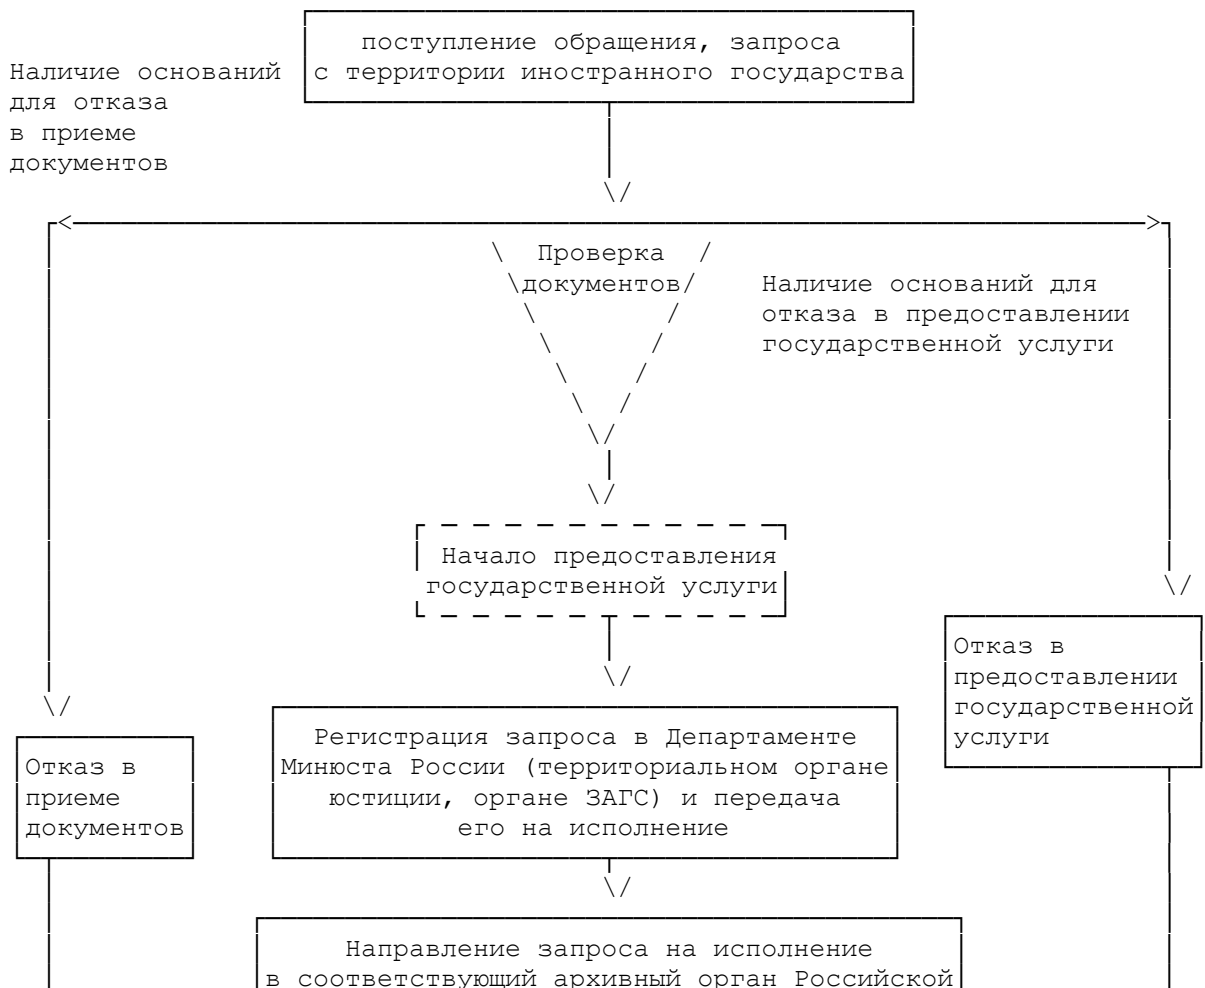 поступление обращения, запроса
с территории иностранного государства
Наличие оснований
для отказа
в приеме
документов
Проверка
документов
Наличие оснований для
отказа в предоставлении
государственной услуги
Начало предоставления
государственной услуги
Отказ в
предоставлении
государственной
услуги
Регистрация запроса в Департаменте
Минюста России (территориальном органе
юстиции, органе ЗАГС) и передача
его на исполнение
Отказ в
приеме
документов
Направление запроса на исполнение
в соответствующий архивный орган Российской